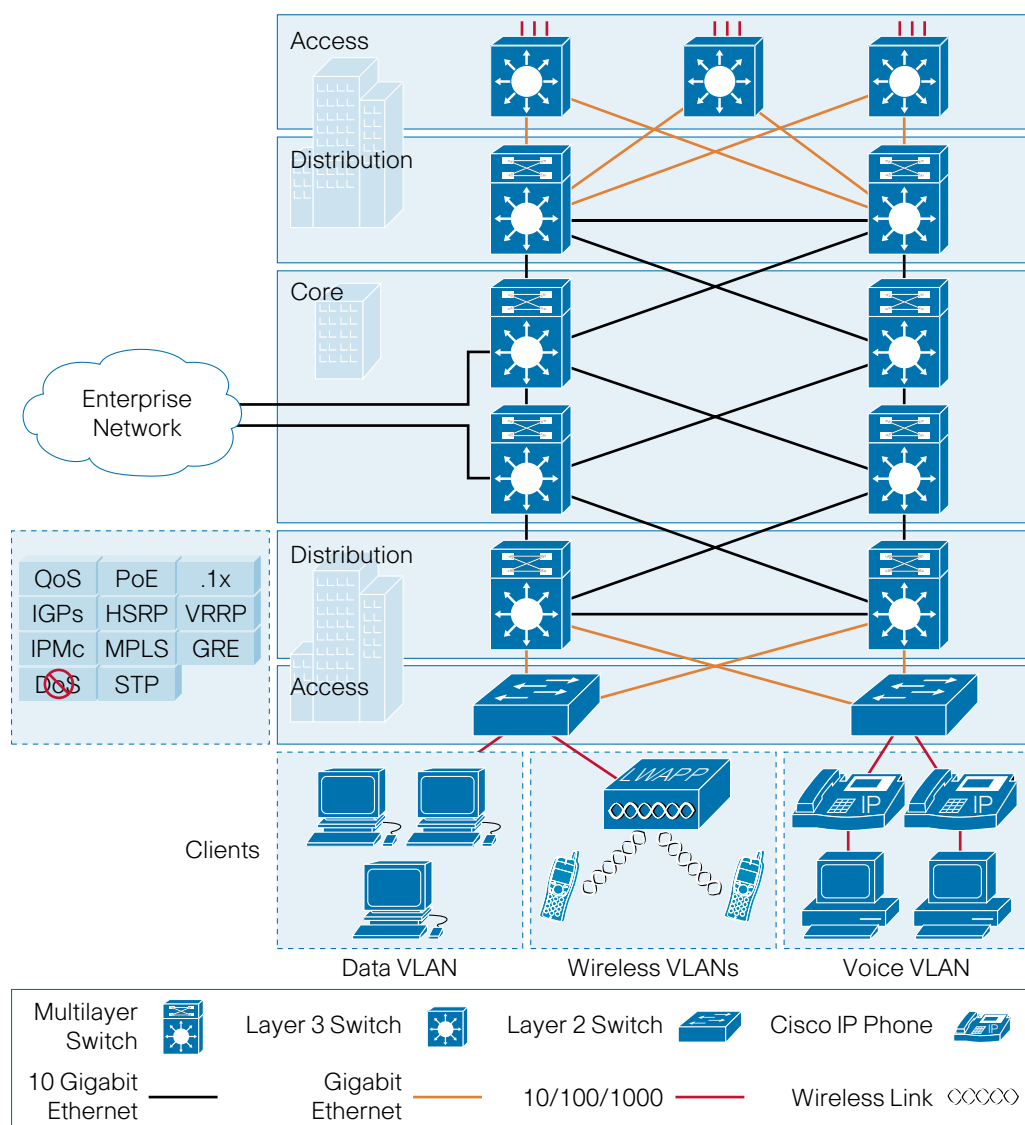 Access
Distribution
Core
Enterprise
Network
Distribution
QoS
PoE
.1x
IGPs
HSRP
VRRP
IPMc
MPLS
GRE
DoS
STP
Access
LWAPP
IP
IP
Clients
Data VLAN
Wireless VLANs
Voice VLAN
Multilayer
Switch
Layer 3 Switch
Layer 2 Switch
Cisco IP Phone
IP
10 Gigabit
Ethernet
Gigabit
Ethernet
10/100/1000
Wireless Link